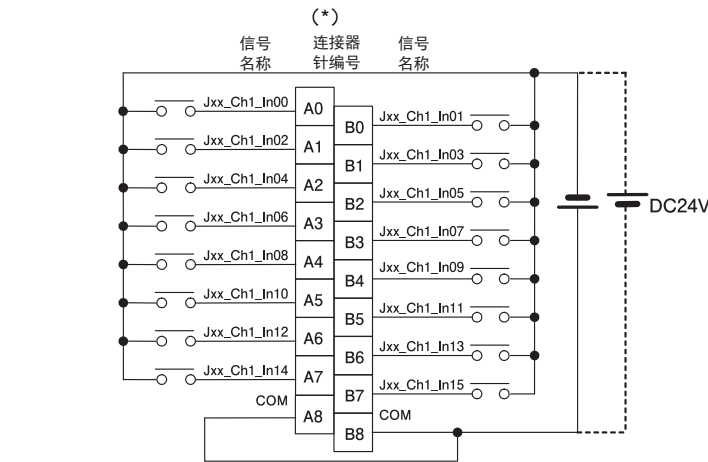 (*)
信号 连接器 信号
名称 针编号 名称
Jxx_Ch1_In00 A0
B0 Jxx_Ch1_In01
Jxx_Ch1_In02 A1
B1 Jxx_Ch1_In03
Jxx_Ch1_In04 A2
B2 Jxx_Ch1_In05
DC24V
Jxx_Ch1_In06 A3
B3 Jxx_Ch1_In07
Jxx_Ch1_In08 A4
B4 Jxx_Ch1_In09
Jxx_Ch1_In10 A5
B5 Jxx_Ch1_In11
Jxx_Ch1_In12 A6
B6 Jxx_Ch1_In13
Jxx_Ch1_In14 A7
B7 Jxx_Ch1_In15
COM A8
B8 COM